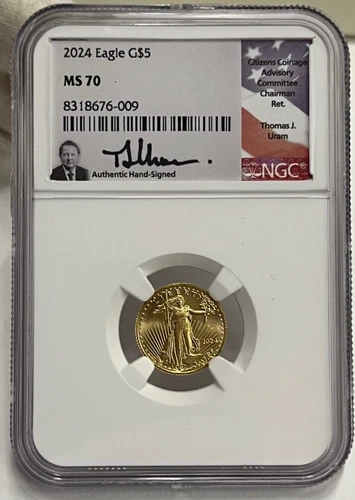 2024 Eagle G$5
MS 70
8318676-009
Authentic Hand-Signed
Citizens Coinage
Advisory
Committee
Chairman
Ret.
Thomas J.
Uram
NGC®
LIBERTY
2024